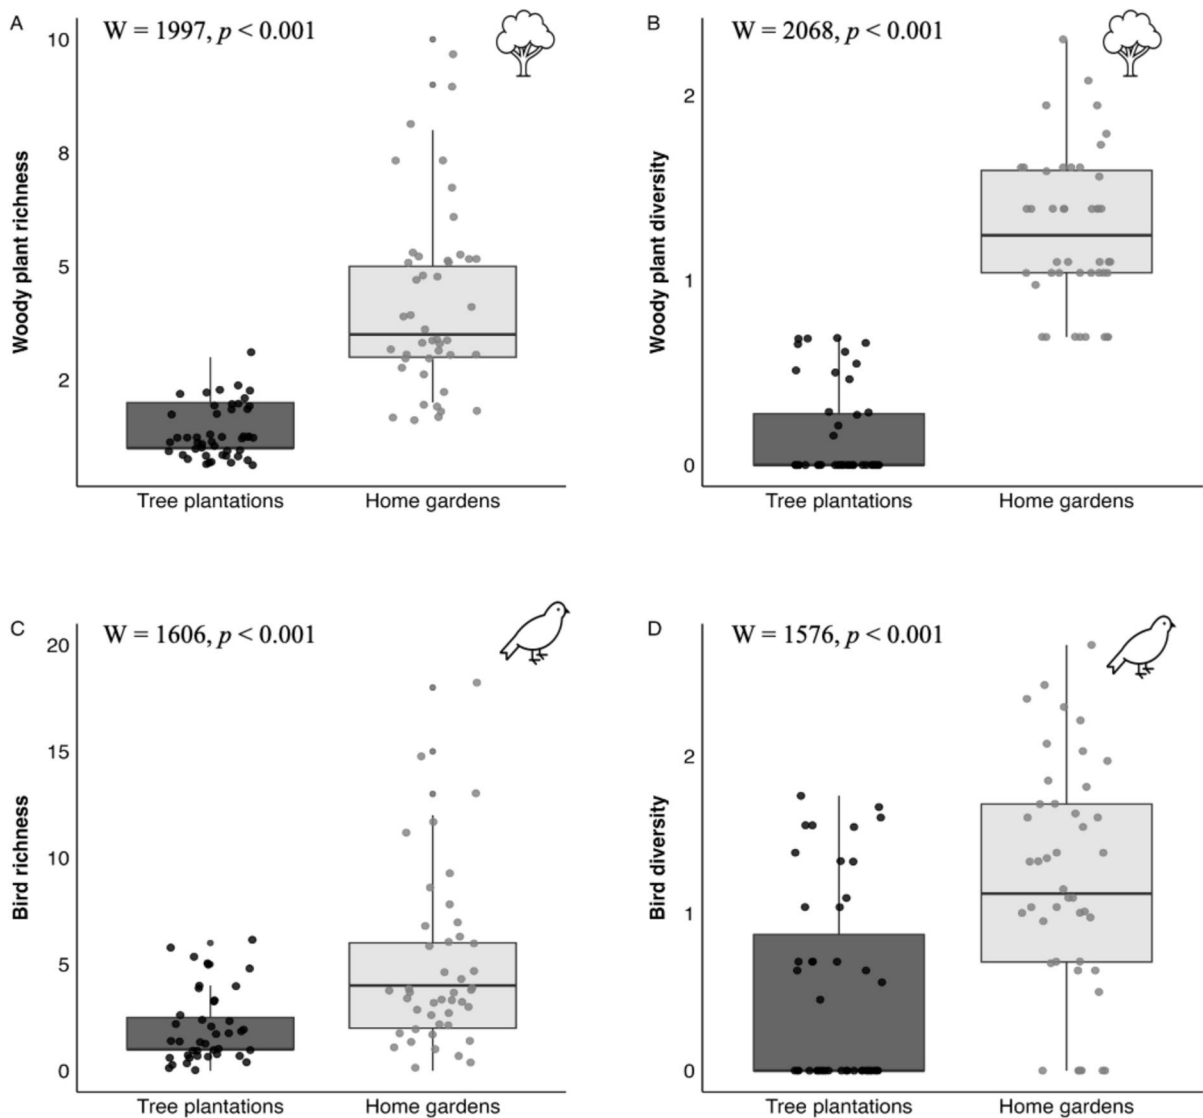 A
W = 1997, p < 0.001
10
8
5
2
Woody plant richness
Tree plantations
Home gardens
B
W = 2068, p < 0.001
2
1
0
Woody plant diversity
Tree plantations
Home gardens
C
W = 1606, p < 0.001
20
15
10
5
0
Bird richness
Tree plantations
Home gardens
D
W = 1576, p < 0.001
2
1
0
Bird diversity
Tree plantations
Home gardens